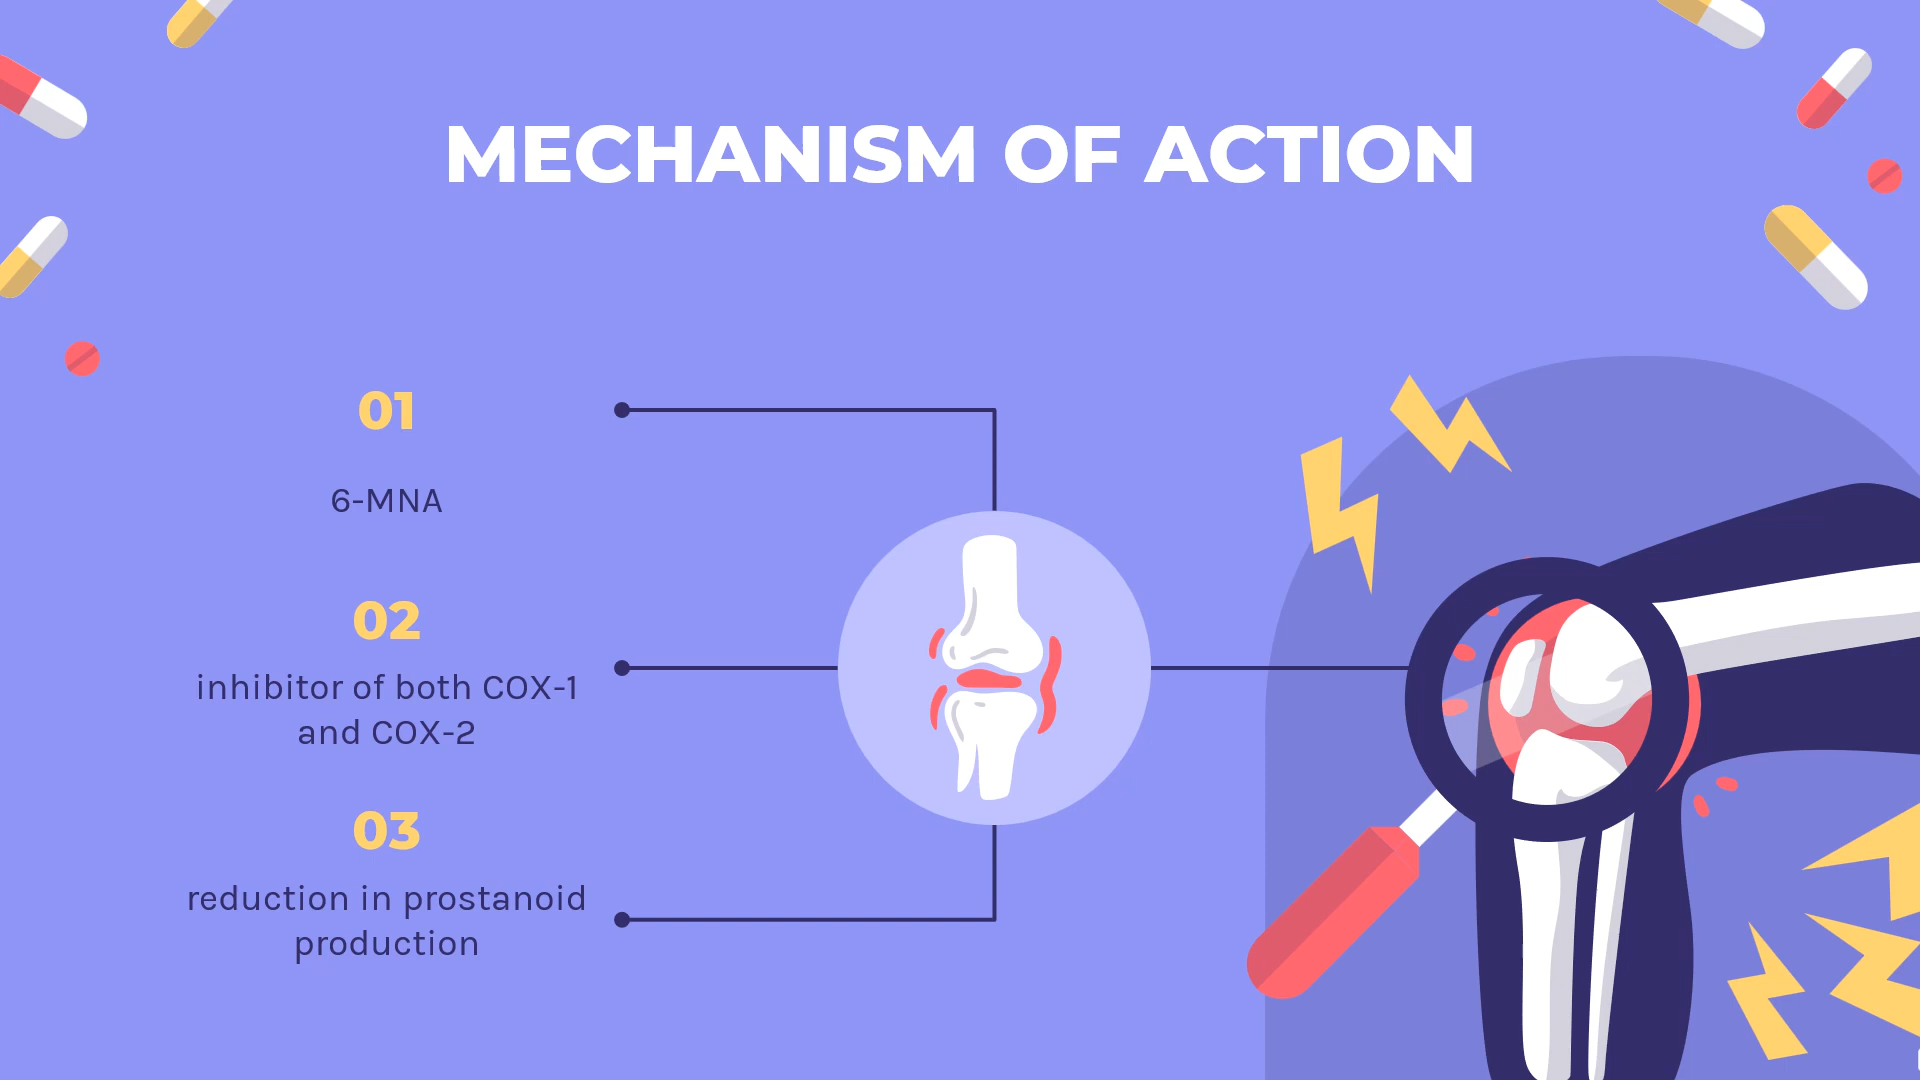 MECHANISM OF ACTION
01
6-MNA
02
inhibitor of both COX-1
and COX-2
03
reduction in prostanoid
production